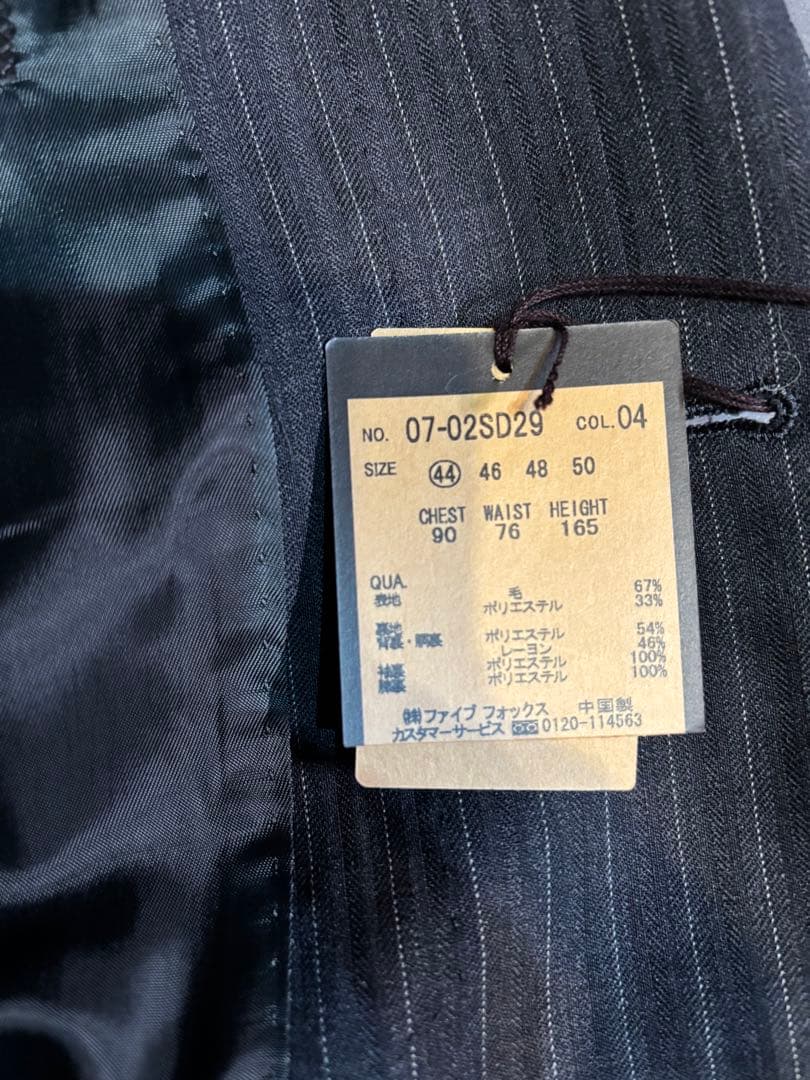 NO. 07-02SD29 COL.04
SIZE 44 46 48 50
CHEST WAIST HEIGHT
90 76 165
QUA.
表地 毛 67%
ポリエステル 33%
裏地 ポリエステル 54%
背裏・胴裏 レーヨン 46%
袖裏 ポリエステル 100%
膝裏 ポリエステル 100%
㈱ファイブ フォックス 中国製
カスタマーサービス 0120-114563